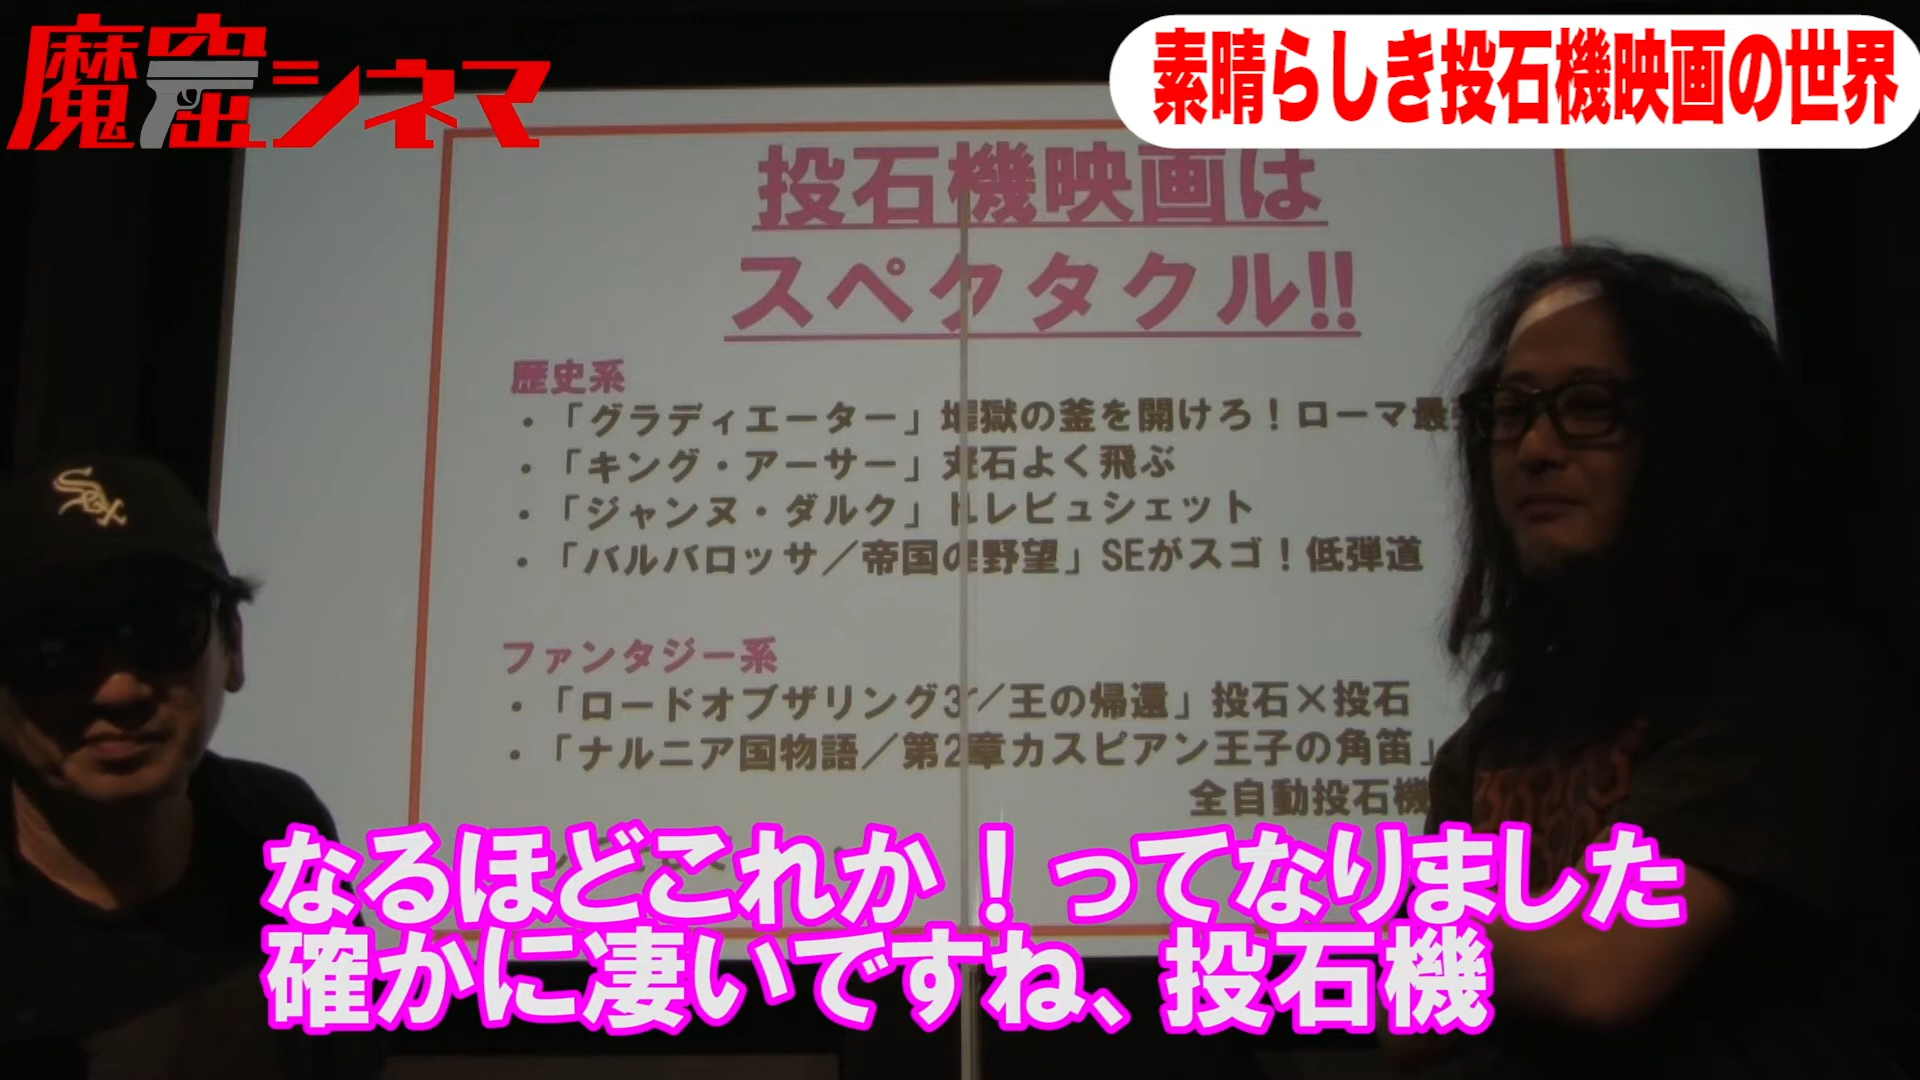 魔窟シネマ
素晴らしき投石機映画の世界
投石機映画は
スペクタクル!!
歴史系
・「グラディエーター」地獄の釜を開けろ！ローマ最
・「キング・アーサー」炎石よく飛ぶ
・「ジャンヌ・ダルク」トレビュシェット
・「バルバロッサ／帝国の野望」SEがスゴ！低弾道
ファンタジー系
・「ロードオブザリング3／王の帰還」投石×投石
・「ナルニア国物語／第2章カスピアン王子の角笛」
全自動投石機
Sox
なるほどこれか！ってなりました
確かに凄いですね、投石機